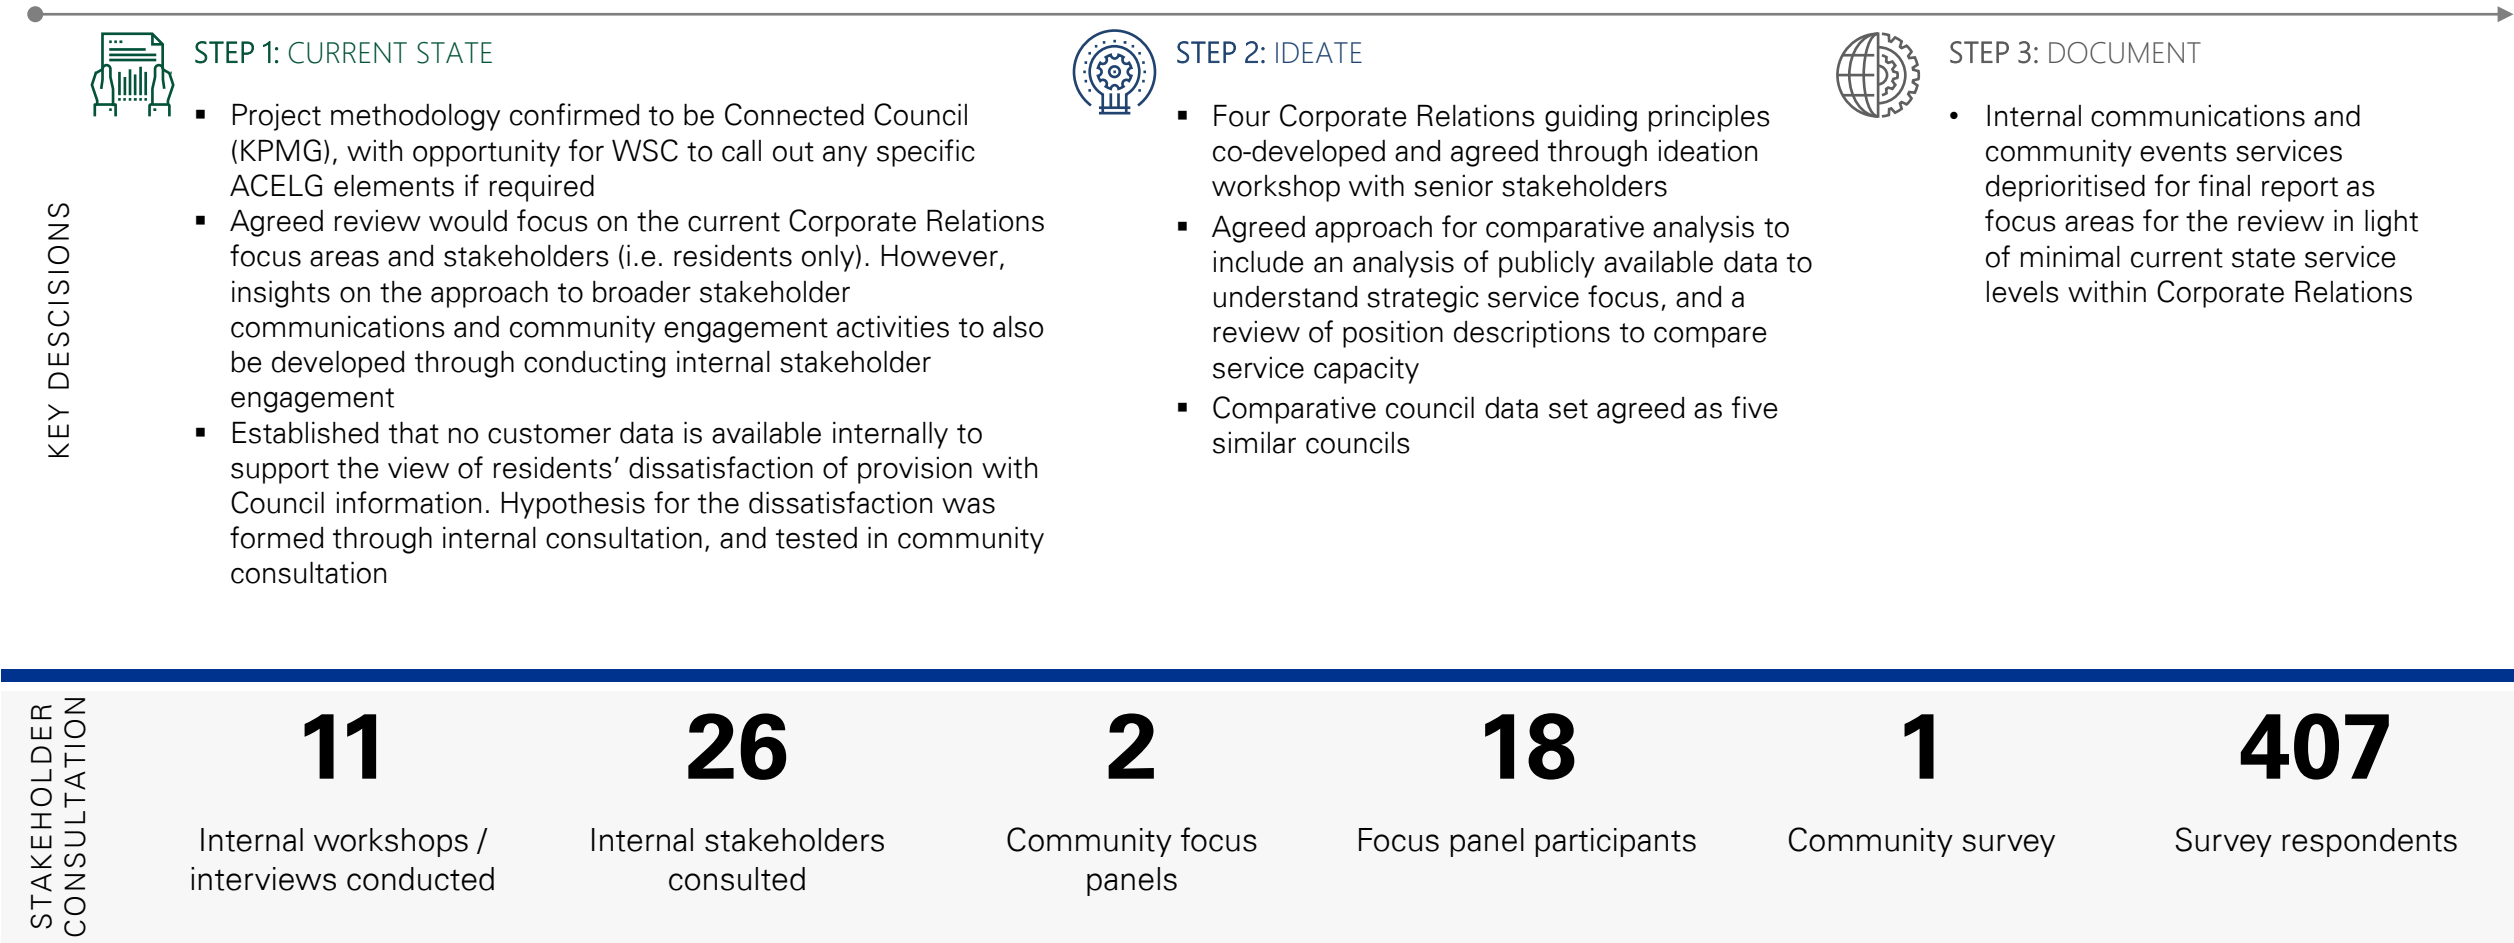 STEP 1: CURRENT STATE
KEY DESCISIONS
▪ Project methodology confirmed to be Connected Council
(KPMG), with opportunity for WSC to call out any specific
ACELG elements if required
▪ Agreed review would focus on the current Corporate Relations
focus areas and stakeholders (i.e. residents only). However,
insights on the approach to broader stakeholder
communications and community engagement activities to also
be developed through conducting internal stakeholder
engagement
▪ Established that no customer data is available internally to
support the view of residents’ dissatisfaction of provision with
Council information. Hypothesis for the dissatisfaction was
formed through internal consultation, and tested in community
consultation
STEP 2: IDEATE
▪ Four Corporate Relations guiding principles
co-developed and agreed through ideation
workshop with senior stakeholders
▪ Agreed approach for comparative analysis to
include an analysis of publicly available data to
understand strategic service focus, and a
review of position descriptions to compare
service capacity
▪ Comparative council data set agreed as five
similar councils
STEP 3: DOCUMENT
• Internal communications and
community events services
deprioritised for final report as
focus areas for the review in light
of minimal current state service
levels within Corporate Relations
STAKEHOLDER
CONSULTATION
11
Internal workshops /
interviews conducted
26
Internal stakeholders
consulted
2
Community focus
panels
18
Focus panel participants
1
Community survey
407
Survey respondents